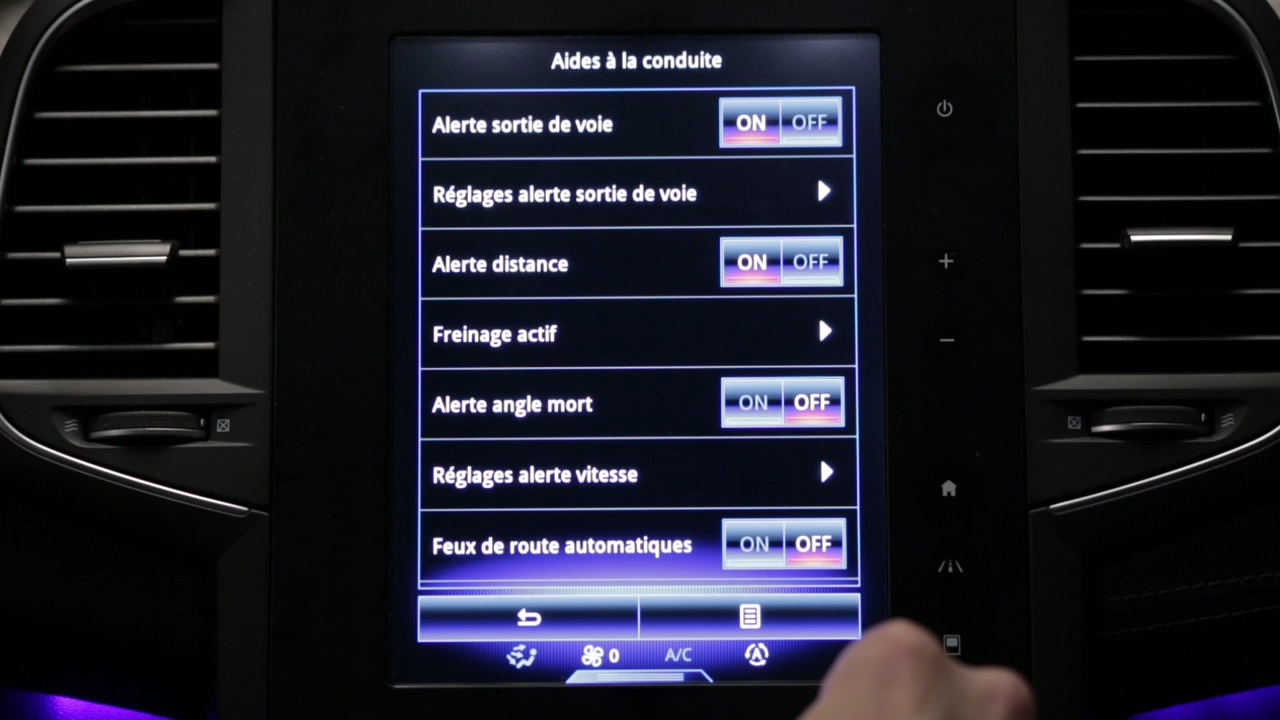 Aides à la conduite
Alerte sortie de voie ON OFF
Réglages alerte sortie de voie
Alerte distance ON OFF
Freinage actif
Alerte angle mort ON OFF
Réglages alerte vitesse
Feux de route automatiques ON OFF
0 A/C A